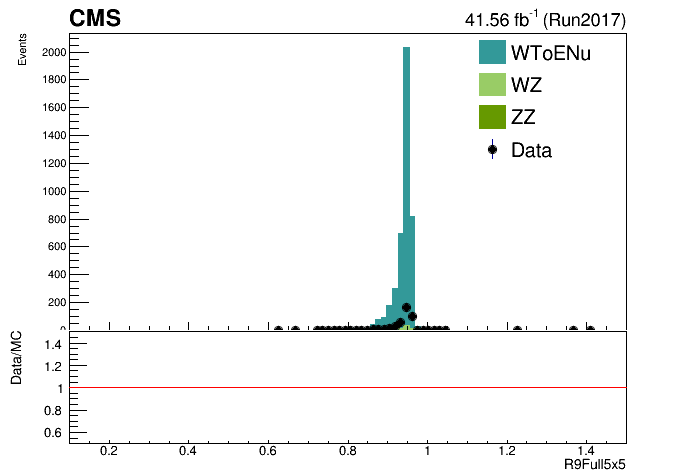 CMS
41.56 fb-1 (Run2017)
Events
2000
1800
1600
1400
1200
1000
800
600
400
200
0
WToENu
WZ
ZZ
Data
Data/MC
1.4
1.2
1
0.8
0.6
0.2 0.4 0.6 0.8 1 1.2 1.4
R9Full5x5